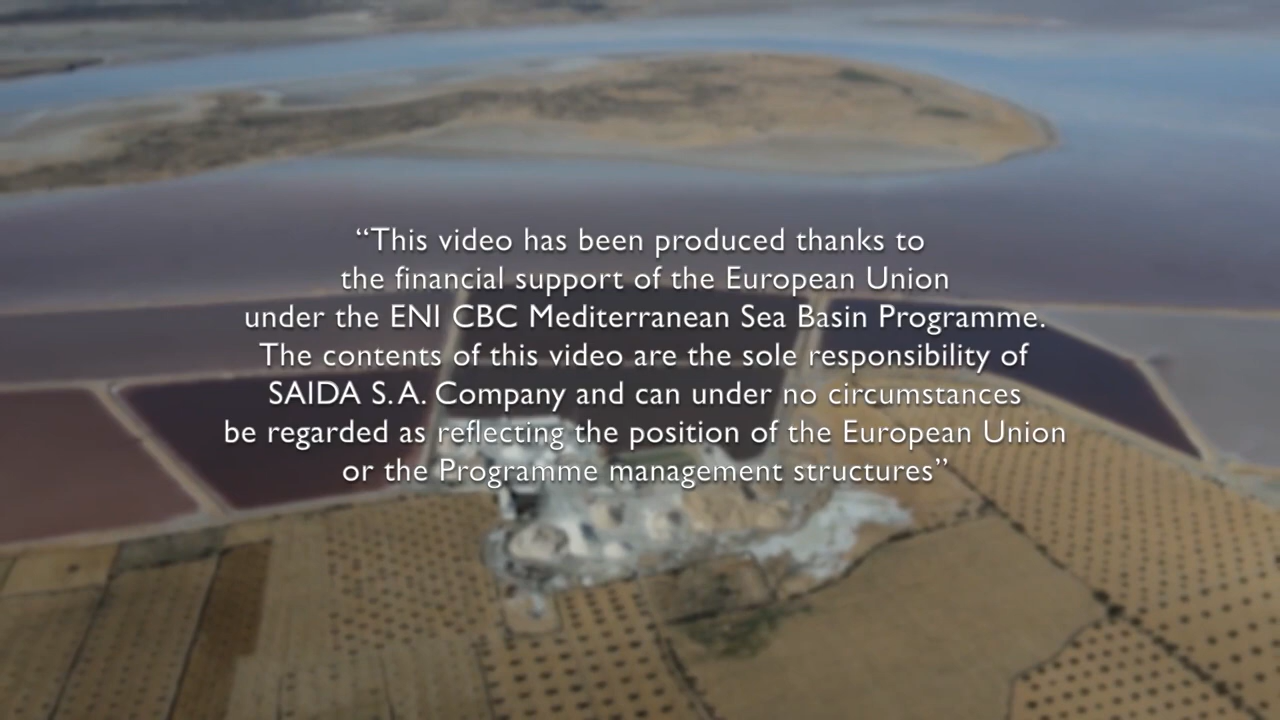 “This video has been produced thanks to
the financial support of the European Union
under the ENI CBC Mediterranean Sea Basin Programme.
The contents of this video are the sole responsibility of
SAIDA S.A. Company and can under no circumstances
be regarded as reflecting the position of the European Union
or the Programme management structures”